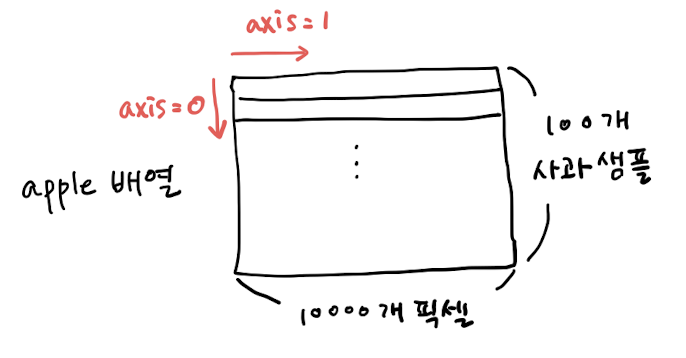 axis=1
axis=0
100개
사과샘플
apple 배열
10000개 픽셀